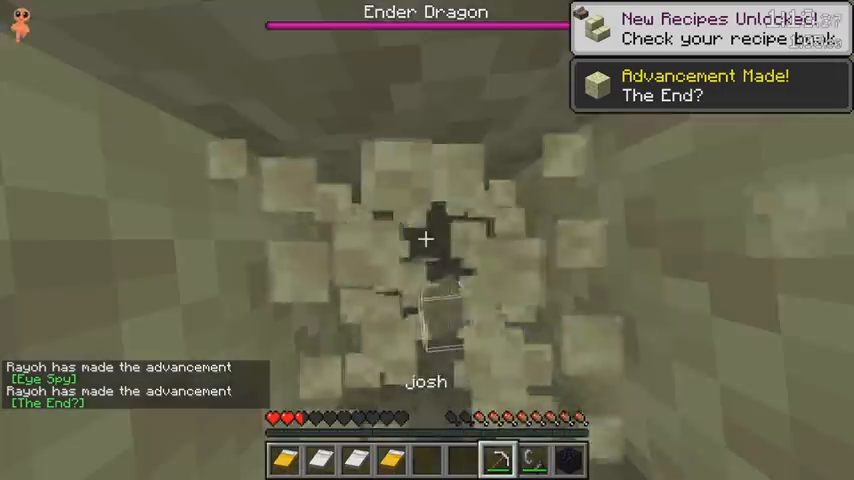 Ender Dragon
New Recipes Unlocked!
Check your recipe book
Advancement Made!
The End?
Rayoh has made the advancement
[Eye Spy]
Rayoh has made the advancement
[The End?]
josh